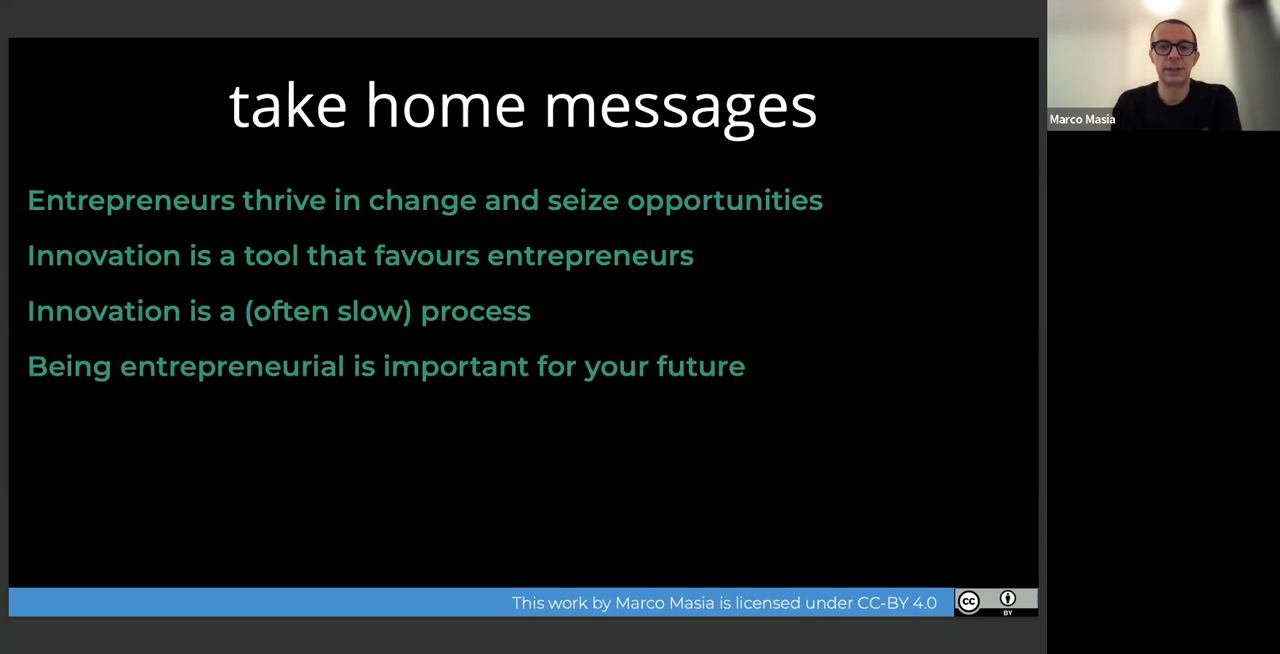 take home messages
Entrepreneurs thrive in change and seize opportunities
Innovation is a tool that favours entrepreneurs
Innovation is a (often slow) process
Being entrepreneurial is important for your future
This work by Marco Masia is licensed under CC-BY 4.0
cc
BY
Marco Masia